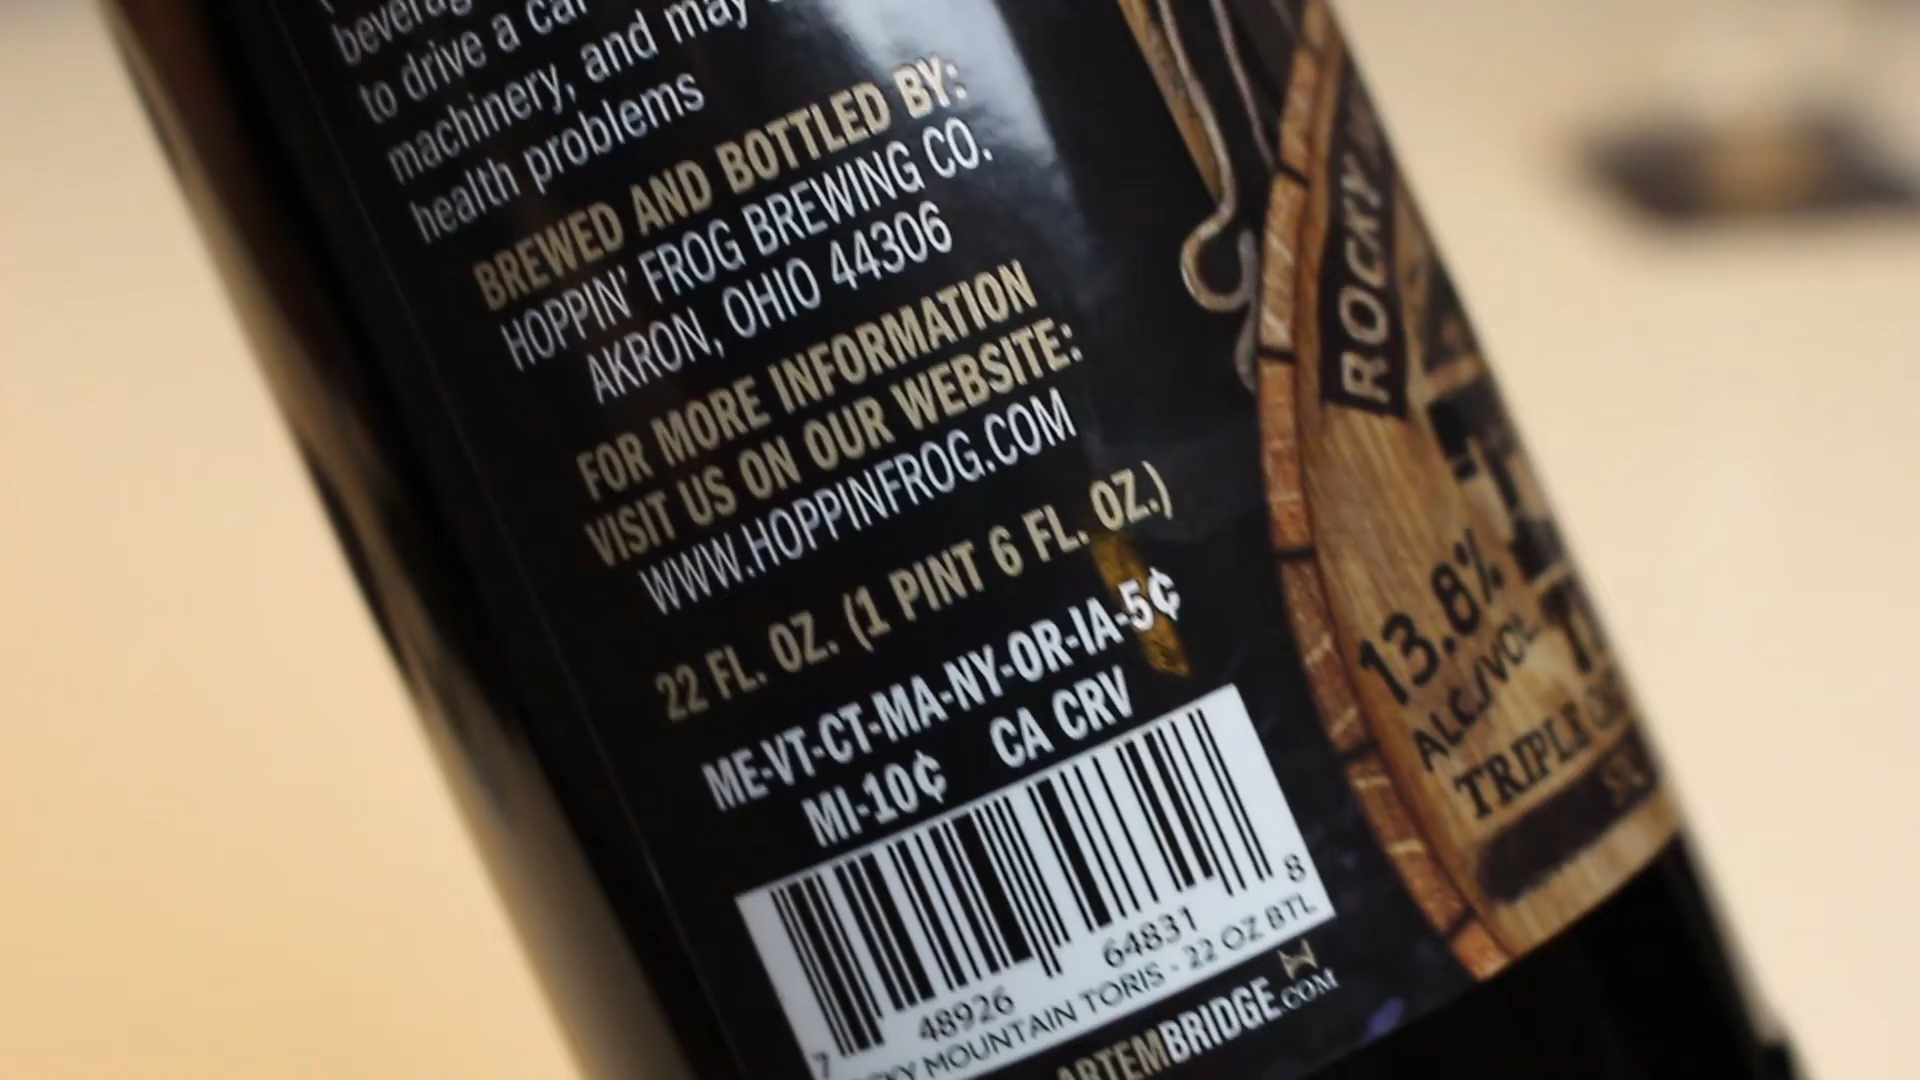 to drive a car
machinery, and may
health problems
BREWED AND BOTTLED BY:
HOPPIN' FROG BREWING CO.
AKRON, OHIO 44306
FOR MORE INFORMATION
VISIT US ON OUR WEBSITE:
WWW.HOPPINFROG.COM
22 FL. OZ. (1 PINT 6 FL. OZ.)
ME-VT-CT-MA-NY-OR-IA-5¢
MI-10¢ CA CRV
7 48926 64831 8
MOUNTAIN TORIS - 22 OZ BTL
ARTEMBRIDGE.COM
ROCKY
13.8%
ALC./VOL
TRIPLE